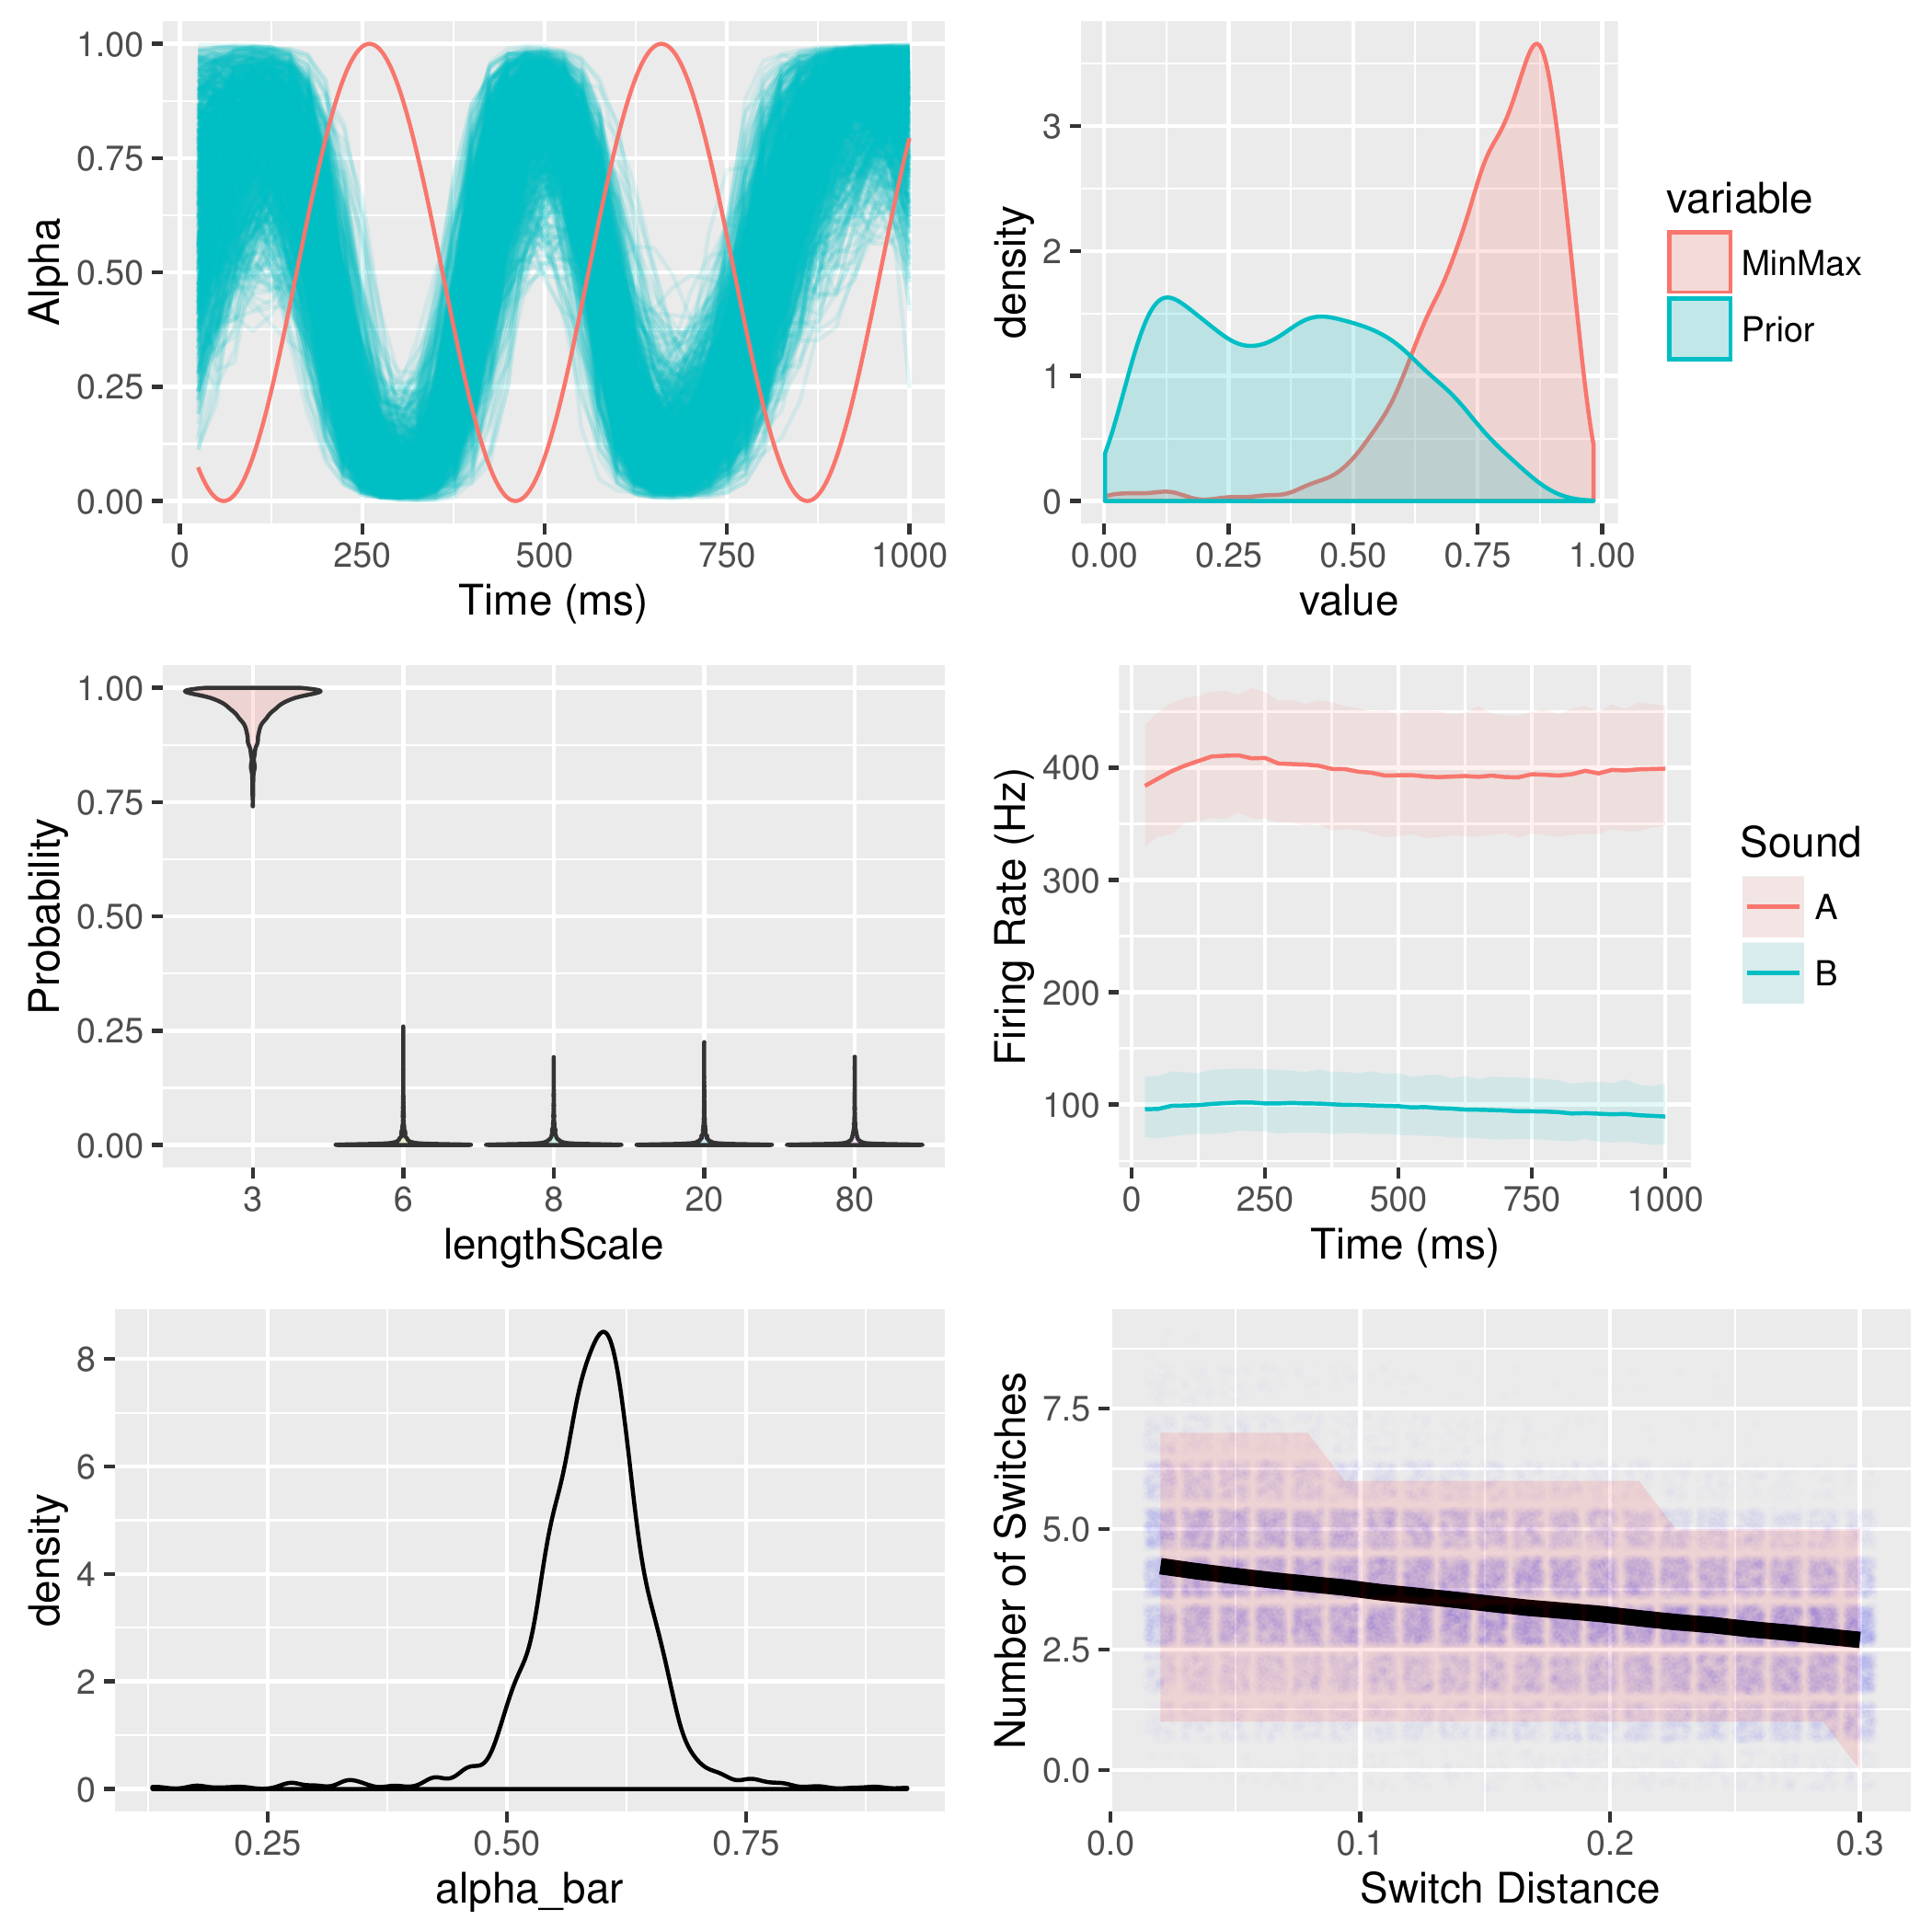 Alpha
1.00
0.75
0.50
0.25
0.00
0 250 500 750 1000
Time (ms)
density
3
2
1
0
0.00 0.25 0.50 0.75 1.00
value
variable
MinMax
Prior
Probability
1.00
0.75
0.50
0.25
0.00
3 6 8 20 80
lengthScale
Firing Rate (Hz)
400
300
200
100
0 250 500 750 1000
Time (ms)
Sound
A
B
density
8
6
4
2
0
0.25 0.50 0.75
alpha_bar
Number of Switches
7.5
5.0
2.5
0.0
0.0 0.1 0.2 0.3
Switch Distance